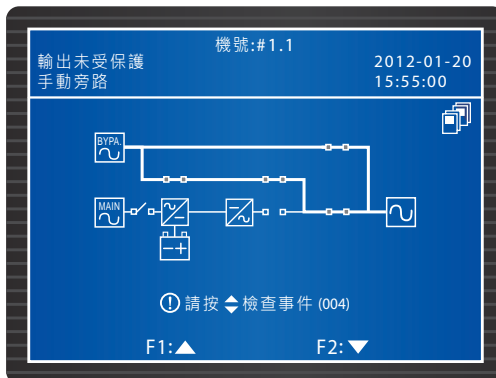 機號:#1.1
輸出未受保護
2012-01-20
手動旁路
15:55:00
BYPA.
MAIN
請按 檢查事件 (004)
F1:
F2: